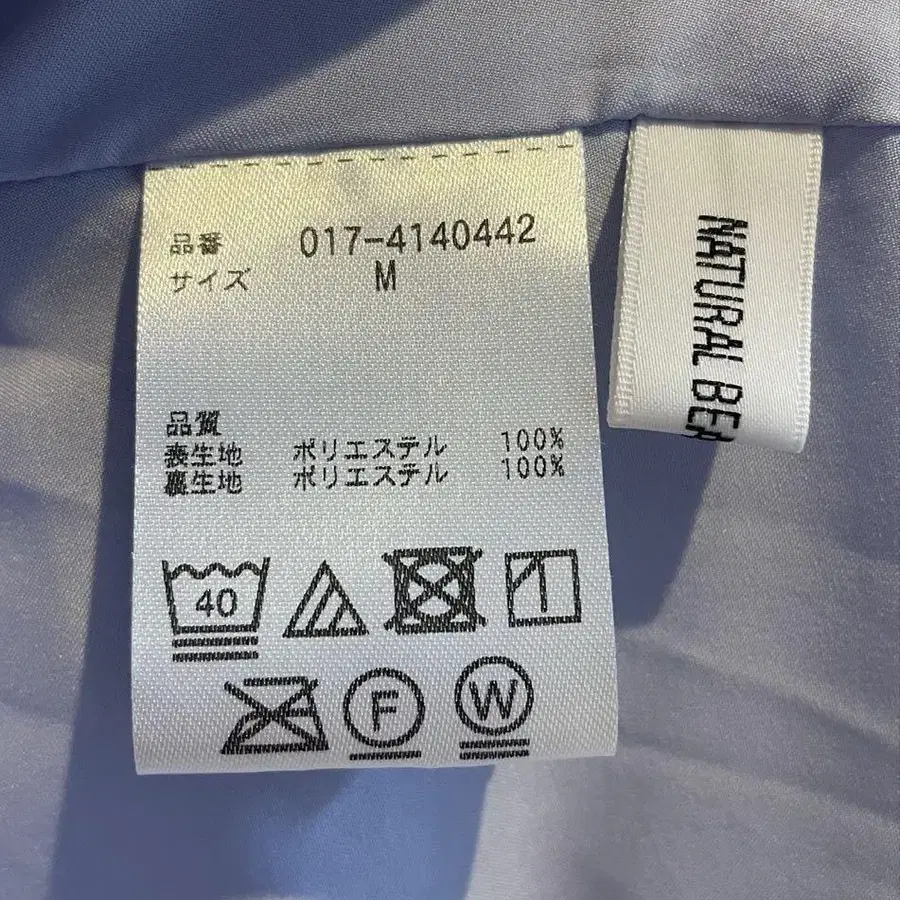 品番 017-4140442
サイズ M
品質
表生地 ポリエステル 100%
裏生地 ポリエステル 100%
40
F
W
NATURAL